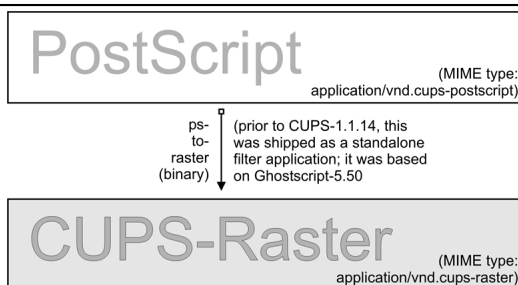 PostScript
(MIME type:
application/vnd.cups-postscript)
ps-
to-
raster
(binary)
(prior to CUPS-1.1.14, this
was shipped as a standalone
filter application; it was based
on Ghostscript-5.50
CUPS-Raster
(MIME type:
application/vnd.cups-raster)